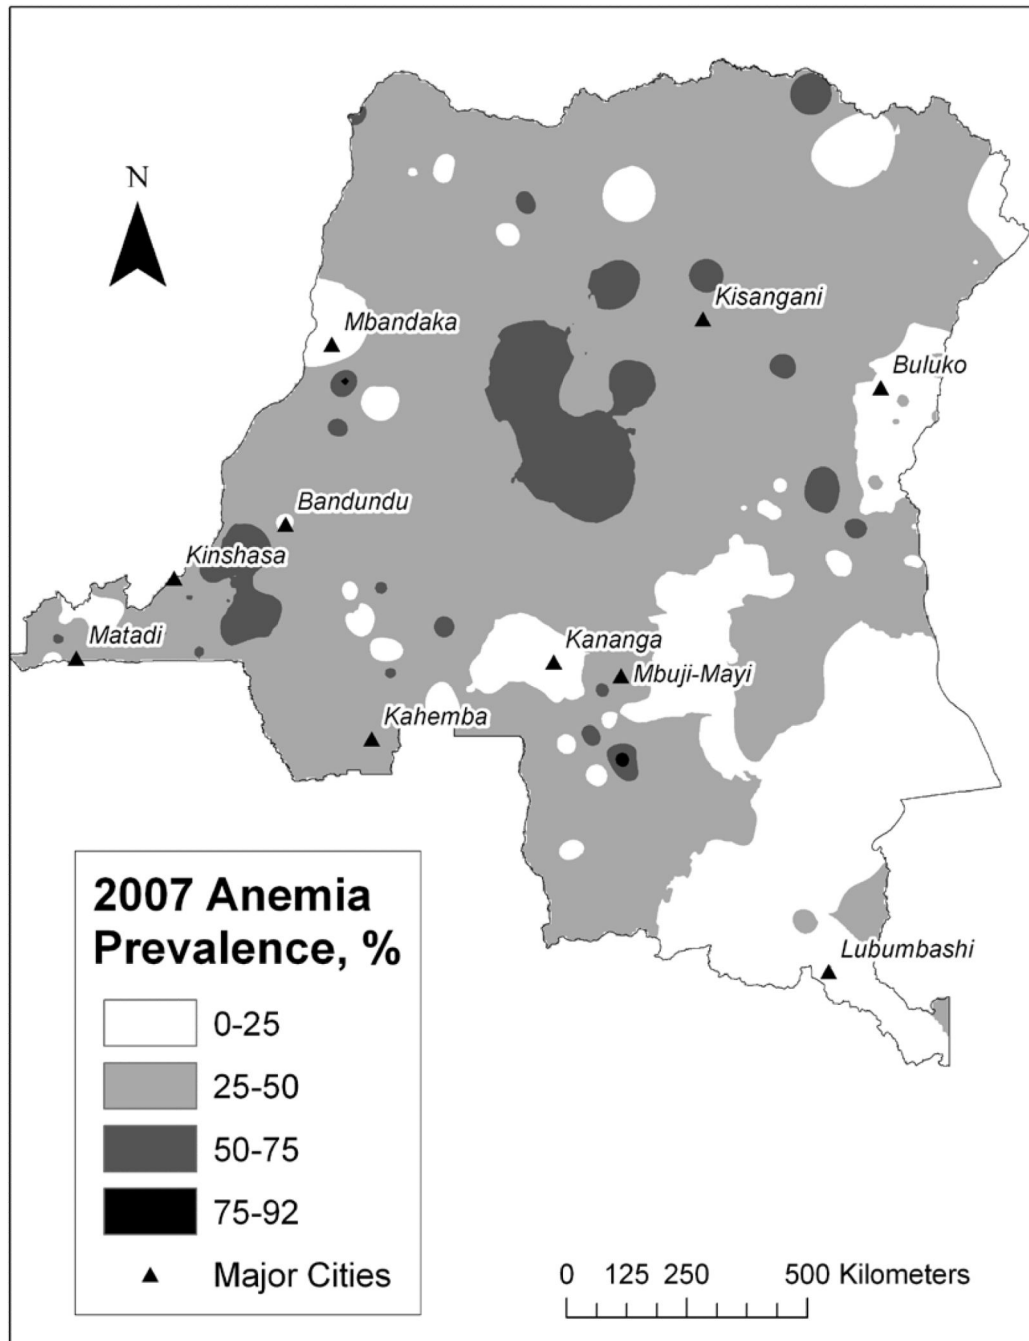 N
Kisangani
Mbandaka
Buluko
Bandundu
Kinshasa
Matadi
Kananga
Mbuji-Mayi
Kahemba
Lubumbashi
2007 Anemia
Prevalence, %
0-25
25-50
50-75
75-92
Major Cities
0 125 250 500 Kilometers